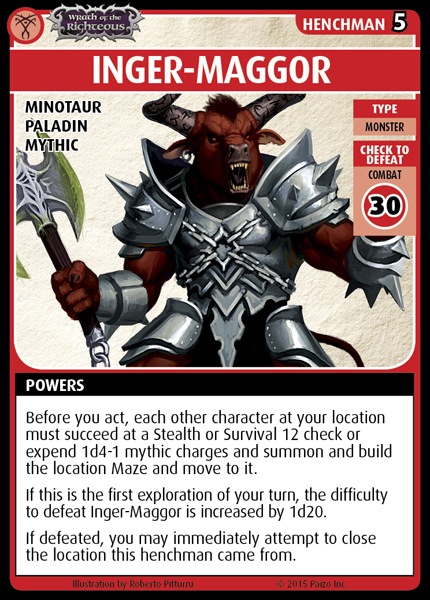 Wrath of the
Righteous
HENCHMAN 5
INGER-MAGGOR
MINOTAUR
PALADIN
MYTHIC
TYPE
MONSTER
CHECK TO
DEFEAT
COMBAT
30
POWERS
Before you act, each other character at your location
must succeed at a Stealth or Survival 12 check or
expend 1d4-1 mythic charges and summon and build
the location Maze and move to it.
If this is the first exploration of your turn, the difficulty
to defeat Inger-Maggor is increased by 1d20.
If defeated, you may immediately attempt to close
the location this henchman came from.
Illustration by Roberto Pitturru
© 2015 Paizo Inc.